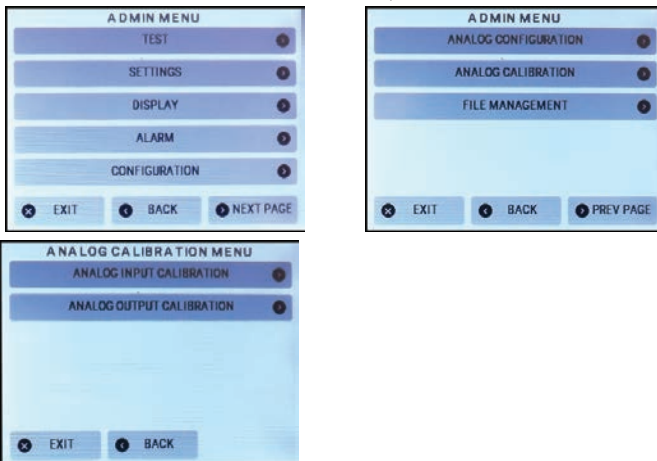 ADMIN MENU
TEST
SETTINGS
DISPLAY
ALARM
CONFIGURATION
EXIT BACK NEXT PAGE
ADMIN MENU
ANALOG CONFIGURATION
ANALOG CALIBRATION
FILE MANAGEMENT
EXIT BACK PREV PAGE
ANALOG CALIBRATION MENU
ANALOG INPUT CALIBRATION
ANALOG OUTPUT CALIBRATION
EXIT BACK